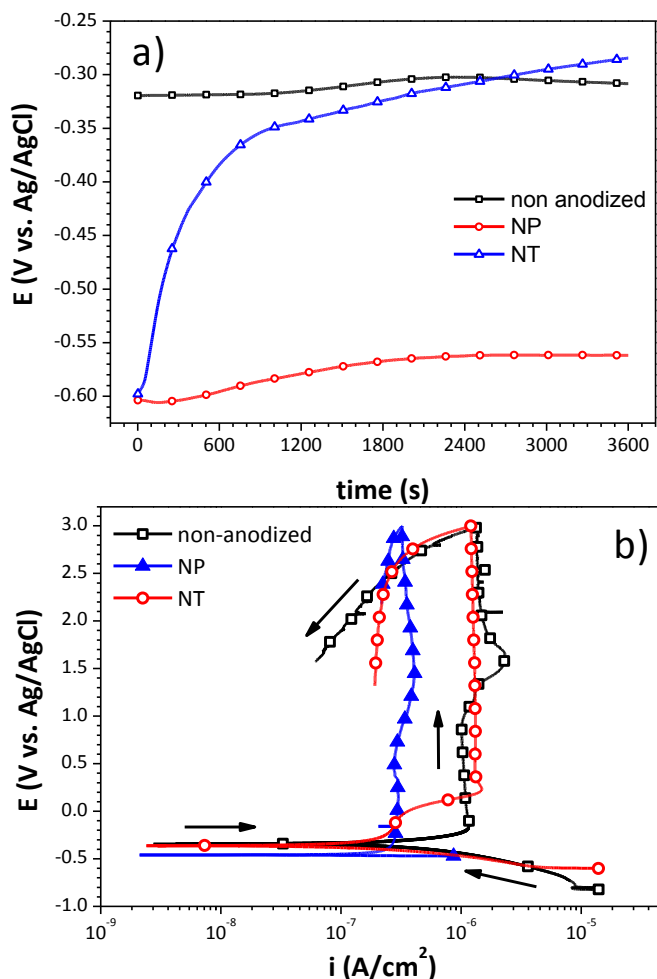 a)
-0.25
-0.30
-0.35
-0.40
-0.45
-0.50
-0.55
-0.60
E (V vs. Ag/AgCl)
non anodized
NP
NT
0 600 1200 1800 2400 3000 3600
time (s)
b)
3.0
2.5
2.0
1.5
1.0
0.5
0.0
-0.5
-1.0
E (V vs. Ag/AgCl)
non-anodized
NP
NT
10⁻⁹ 10⁻⁸ 10⁻⁷ 10⁻⁶ 10⁻⁵
i (A/cm²)